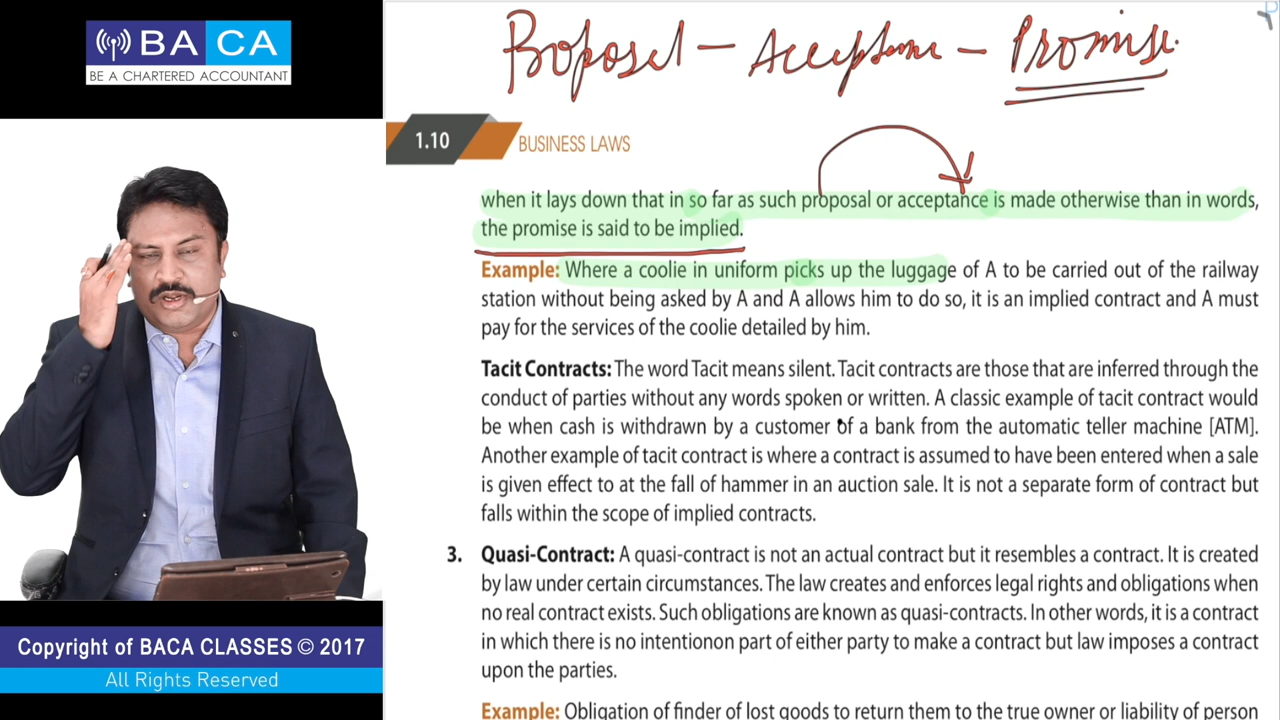 BA CA
BE A CHARTERED ACCOUNTANT
Proposal – Acceptance – Promise.
1.10
BUSINESS LAWS
when it lays down that in so far as such proposal or acceptance is made otherwise than in words,
the promise is said to be implied.
Example: Where a coolie in uniform picks up the luggage of A to be carried out of the railway
station without being asked by A and A allows him to do so, it is an implied contract and A must
pay for the services of the coolie detailed by him.
Tacit Contracts: The word Tacit means silent. Tacit contracts are those that are inferred through the
conduct of parties without any words spoken or written. A classic example of tacit contract would
be when cash is withdrawn by a customer of a bank from the automatic teller machine [ATM].
Another example of tacit contract is where a contract is assumed to have been entered when a sale
is given effect to at the fall of hammer in an auction sale. It is not a separate form of contract but
falls within the scope of implied contracts.
3. Quasi-Contract: A quasi-contract is not an actual contract but it resembles a contract. It is created
by law under certain circumstances. The law creates and enforces legal rights and obligations when
no real contract exists. Such obligations are known as quasi-contracts. In other words, it is a contract
in which there is no intentionon part of either party to make a contract but law imposes a contract
upon the parties.
Example: Obligation of finder of lost goods to return them to the true owner or liability of person
Copyright of BACA CLASSES © 2017
All Rights Reserved